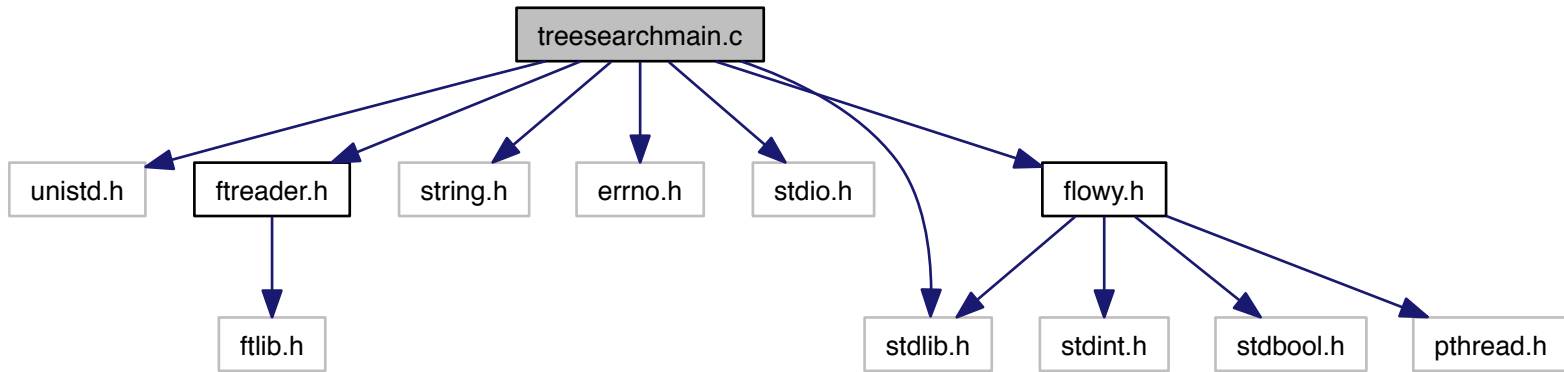 treesearchmain.c
unistd.h
ftreader.h
string.h
errno.h
stdio.h
flowy.h
ftlib.h
stdlib.h
stdint.h
stdbool.h
pthread.h